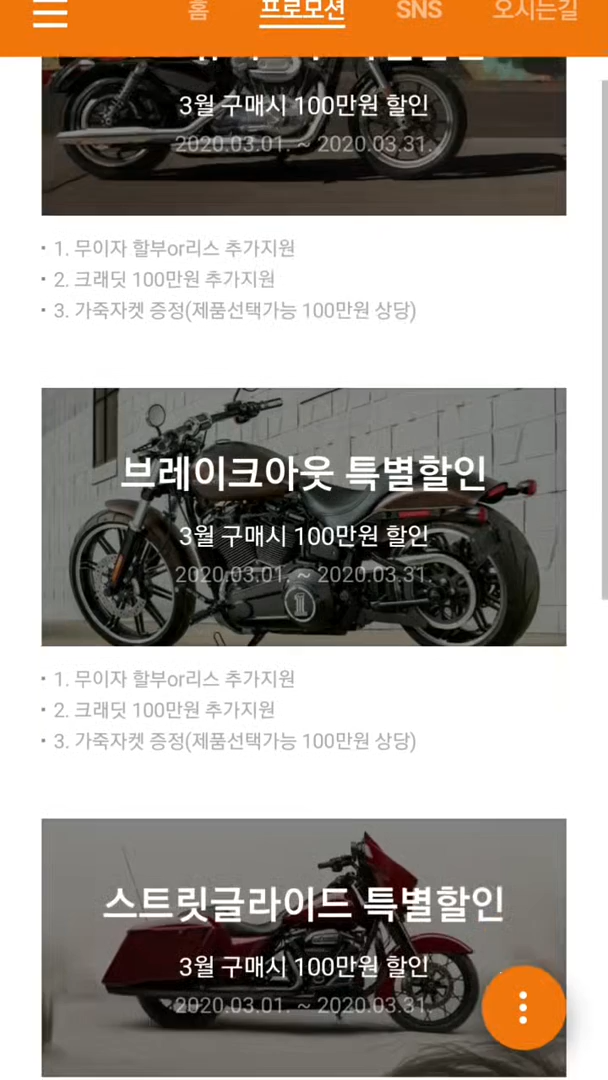 홈 프로모션 SNS 오시는길
3월 구매시 100만원 할인
2020.03.01. ~ 2020.03.31.
• 1. 무이자 할부or리스 추가지원
• 2. 크래딧 100만원 추가지원
• 3. 가죽자켓 증정(제품선택가능 100만원 상당)
브레이크아웃 특별할인
3월 구매시 100만원 할인
2020.03.01. ~ 2020.03.31.
• 1. 무이자 할부or리스 추가지원
• 2. 크래딧 100만원 추가지원
• 3. 가죽자켓 증정(제품선택가능 100만원 상당)
스트릿글라이드 특별할인
3월 구매시 100만원 할인
2020.03.01. ~ 2020.03.31.